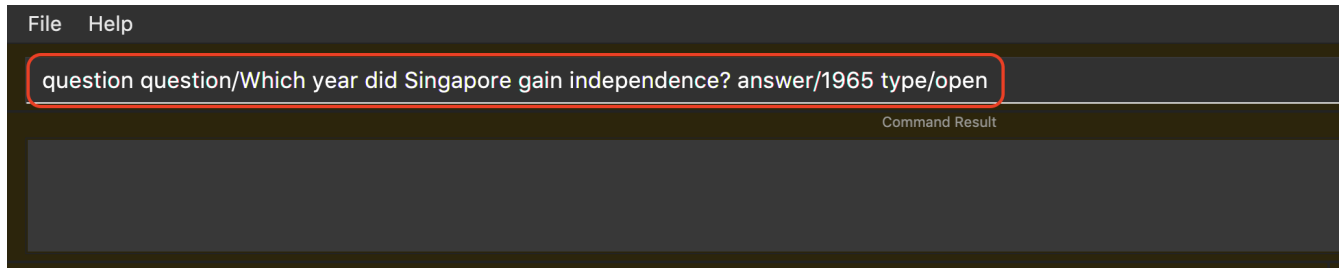 File Help
question question/Which year did Singapore gain independence? answer/1965 type/open
Command Result